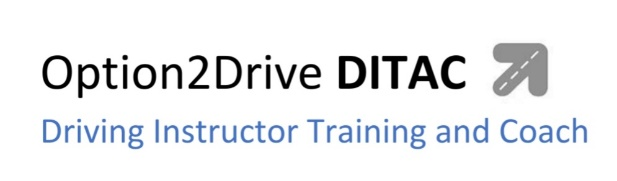 Option2Drive DITAC
Driving Instructor Training and Coach